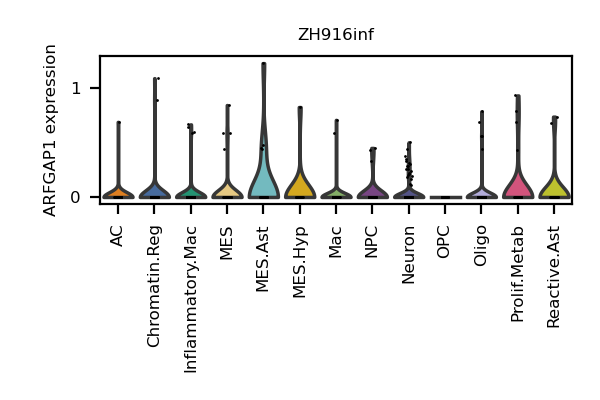 ZH916inf
ARFGAP1 expression
1
0
AC
Chromatin.Reg
Inflammatory.Mac
MES
MES.Ast
MES.Hyp
Mac
NPC
Neuron
OPC
Oligo
Prolif.Metab
Reactive.Ast